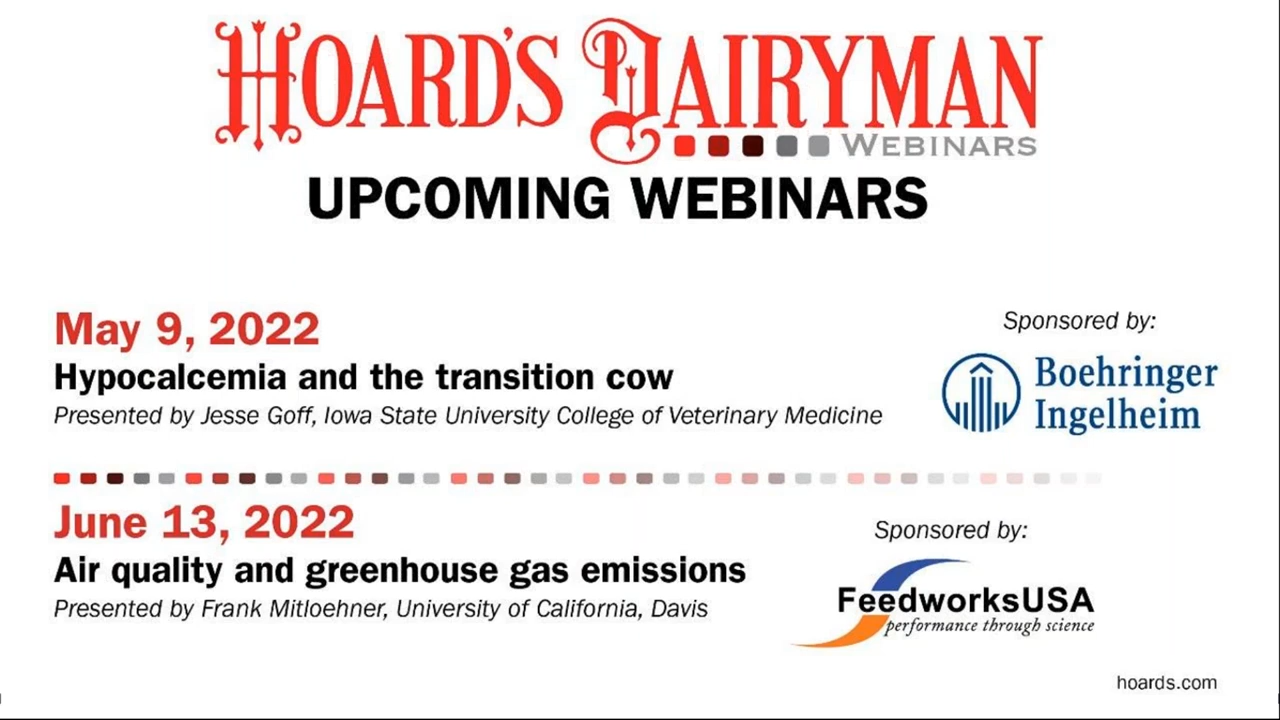 HOARD'S DAIRYMAN
WEBINARS
UPCOMING WEBINARS
May 9, 2022
Hypocalcemia and the transition cow
Presented by Jesse Goff, Iowa State University College of Veterinary Medicine
Sponsored by:
Boehringer
Ingelheim
June 13, 2022
Air quality and greenhouse gas emissions
Presented by Frank Mitloehner, University of California, Davis
Sponsored by:
FeedworksUSA
performance through science
hoards.com